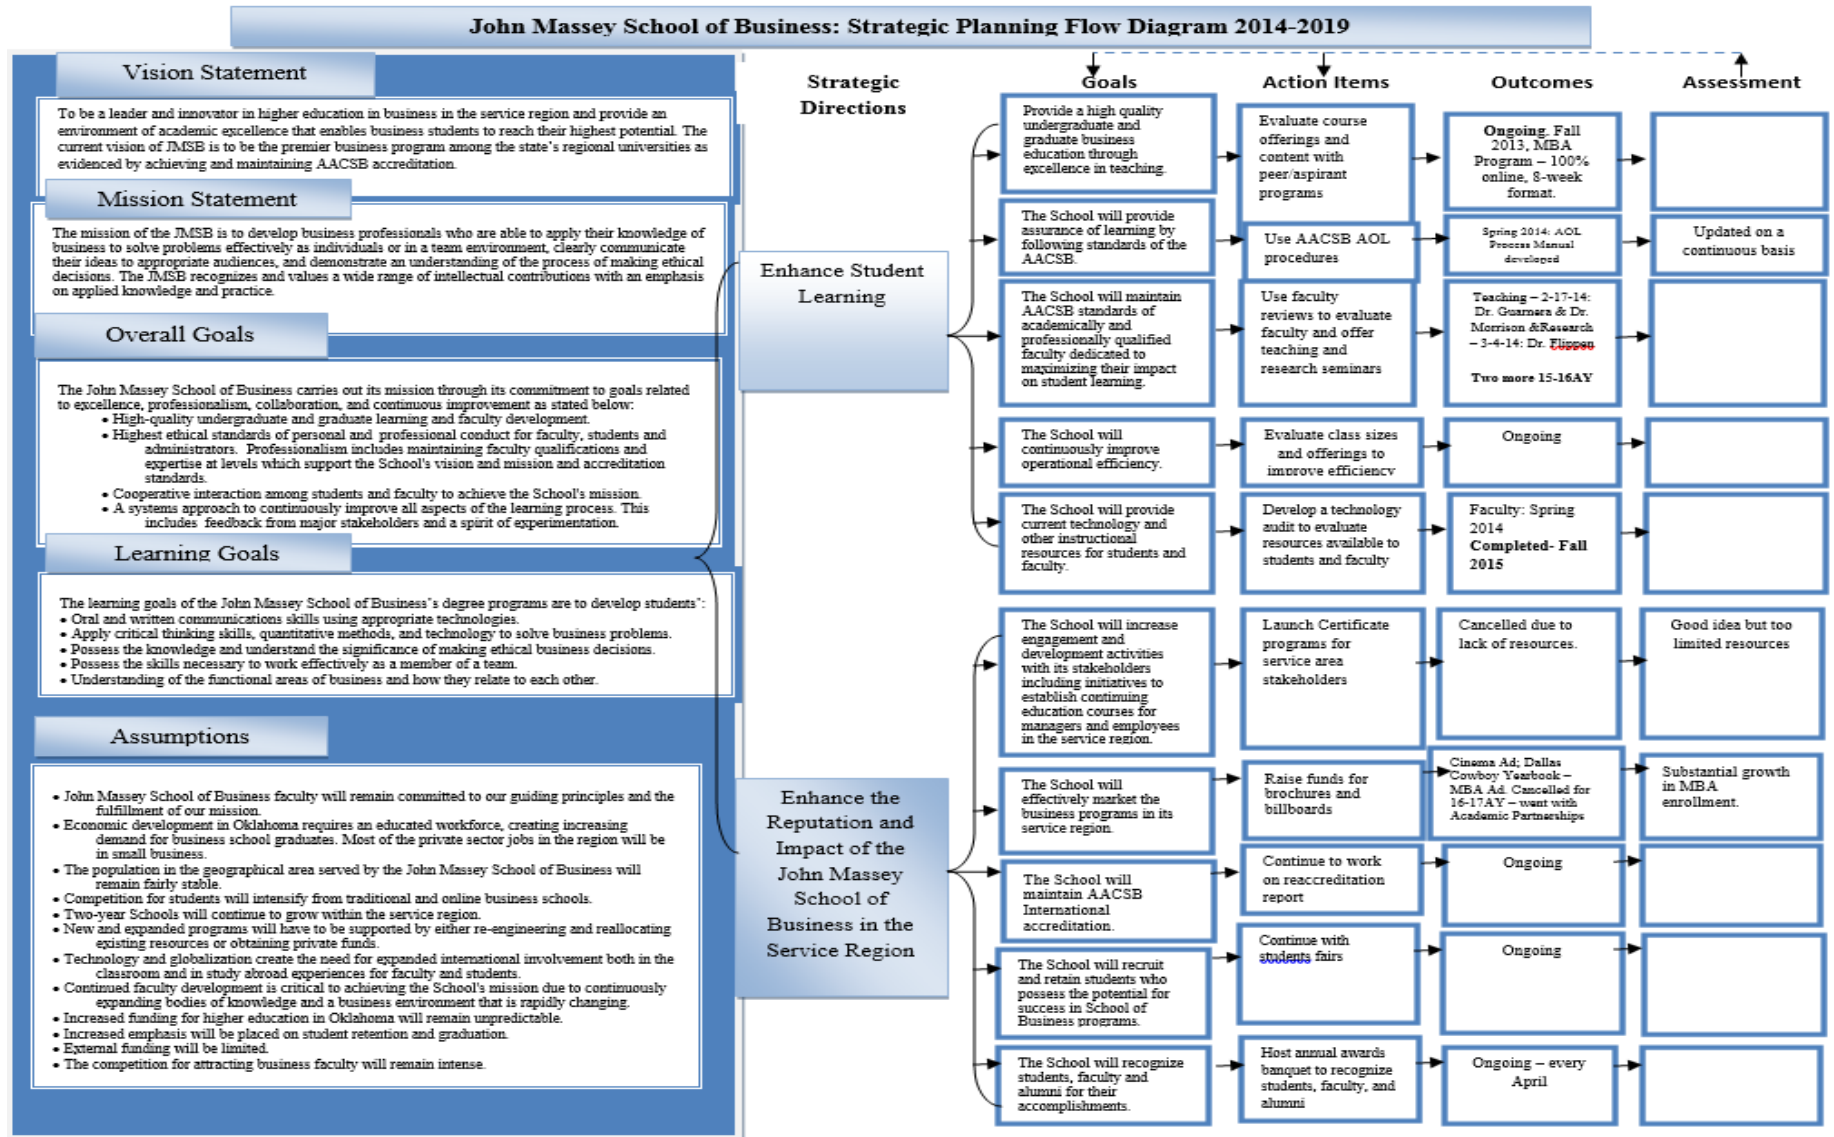 John Massey School of Business: Strategic Planning Flow Diagram 2014-2019
Vision Statement
To be a leader and innovator in higher education in business in the service region and provide an
environment of academic excellence that enables business students to reach their highest potential. The
current vision of JMSB is to be the premier business program among the state's regional universities as
evidenced by achieving and maintaining AACSB accreditation.
Mission Statement
The mission of the JMSB is to develop business professionals who are able to apply their knowledge of
business to solve problems effectively as individuals or in a team environment, clearly communicate
their ideas to appropriate audiences, and demonstrate an understanding of the process of making ethical
decisions. The JMSB recognizes and values a wide range of intellectual contributions with an emphasis
on applied knowledge and practice.
Overall Goals
The John Massey School of Business carries out its mission through its commitment to goals related
to excellence, professionalism, collaboration, and continuous improvement as stated below:
• High-quality undergraduate and graduate learning and faculty development.
• Highest ethical standards of personal and professional conduct for faculty, students and
administrators. Professionalism includes maintaining faculty qualifications and
expertise at levels which support the School's vision and mission and accreditation
standards.
• Cooperative interaction among students and faculty to achieve the School's mission.
• A systems approach to continuously improve all aspects of the learning process. This
includes feedback from major stakeholders and a spirit of experimentation.
Learning Goals
The learning goals of the John Massey School of Business's degree programs are to develop students':
• Oral and written communications skills using appropriate technologies.
• Apply critical thinking skills, quantitative methods, and technology to solve business problems.
• Possess the knowledge and understand the significance of making ethical business decisions.
• Possess the skills necessary to work effectively as a member of a team.
• Understanding of the functional areas of business and how they relate to each other.
Assumptions
• John Massey School of Business faculty will remain committed to our guiding principles and the
fulfillment of our mission.
• Economic development in Oklahoma requires an educated workforce, creating increasing
demand for business school graduates. Most of the private sector jobs in the region will be
in small business.
• The population in the geographical area served by the John Massey School of Business will
remain fairly stable.
• Competition for students will intensify from traditional and online business schools.
• Two-year Schools will continue to grow within the service region.
• New and expanded programs will have to be supported by either re-engineering and reallocating
existing resources or obtaining private funds.
• Technology and globalization create the need for expanded international involvement both in the
classroom and in study abroad experiences for faculty and students.
• Continued faculty development is critical to achieving the School's mission due to continuously
expanding bodies of knowledge and a business environment that is rapidly changing.
• Increased funding for higher education in Oklahoma will remain unpredictable.
• Increased emphasis will be placed on student retention and graduation.
• External funding will be limited.
• The competition for attracting business faculty will remain intense.
Strategic
Directions
Enhance Student
Learning
Enhance the
Reputation and
Impact of the
John Massey
School of
Business in the
Service Region
Goals
Action Items
Outcomes
Assessment
Provide a high quality
undergraduate and
graduate business
education through
excellence in teaching.
Evaluate course
offerings and
content with
peer/aspirant
programs
Ongoing. Fall
2013, MBA
Program – 100%
online, 8-week
format.
The School will provide
assurance of learning by
following standards of the
AACSB.
Use AACSB AOL
procedures
Spring 2014: AOL
Process Manual
developed
Updated on a
continuous basis
The School will maintain
AACSB standards of
academically and
professionally qualified
faculty dedicated to
maximizing their impact
on student learning.
Use faculty
reviews to evaluate
faculty and offer
teaching and
research seminars
Teaching – 2-17-14:
Dr. Guarnera & Dr.
Morrison &Research
– 3-4-14: Dr. Flippen
Two more 15-16AY
The School will
continuously improve
operational efficiency.
Evaluate class sizes
and offerings to
improve efficiency
Ongoing
The School will provide
current technology and
other instructional
resources for students and
faculty.
Develop a technology
audit to evaluate
resources available to
students and faculty
Faculty: Spring
2014
Completed- Fall
2015
The School will increase
engagement and
development activities
with its stakeholders
including initiatives to
establish continuing
education courses for
managers and employees
in the service region.
Launch Certificate
programs for
service area
stakeholders
Cancelled due to
lack of resources.
Good idea but too
limited resources
The School will
effectively market the
business programs in its
service region.
Raise funds for
brochures and
billboards
Cinema Ad; Dallas
Cowboy Yearbook –
MBA Ad. Cancelled for
16-17AY – went with
Academic Partnerships
Substantial growth
in MBA
enrollment.
The School will
maintain AACSB
International
accreditation.
Continue to work
on reaccreditation
report
Ongoing
The School will recruit
and retain students who
possess the potential for
success in School of
Business programs.
Continue with
students fairs
Ongoing
The School will recognize
students, faculty and
alumni for their
accomplishments.
Host annual awards
banquet to recognize
students, faculty, and
alumni
Ongoing – every
April